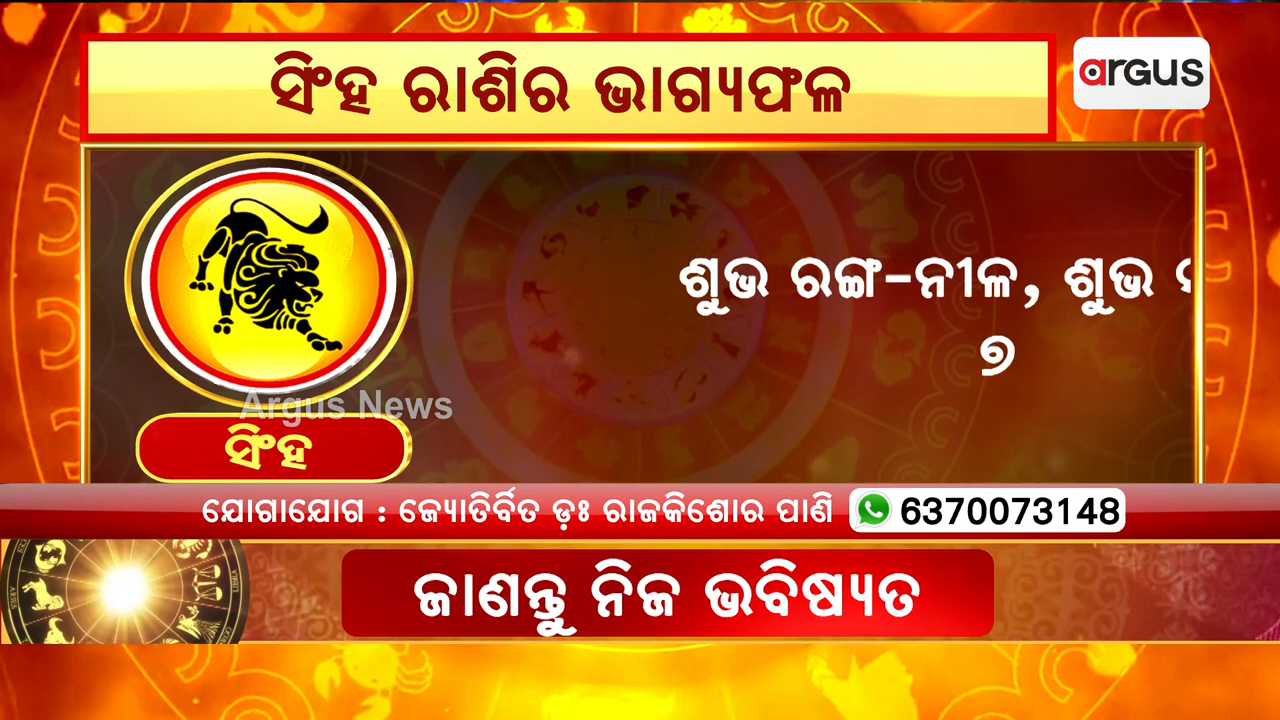 ସିଂହ ରାଶିର ଭାଗ୍ୟଫଳ
argus
ଶୁଭ ରଙ୍ଗ-ନୀଳ, ଶୁଭ
୭
Argus News
ସିଂହ
ଯୋଗାଯୋଗ : ଜ୍ୟୋତିର୍ବିତ ଡ଼ଃ ରାଜକିଶୋର ପାଣି 6370073148
ଜାଣନ୍ତୁ ନିଜ ଭବିଷ୍ୟତ